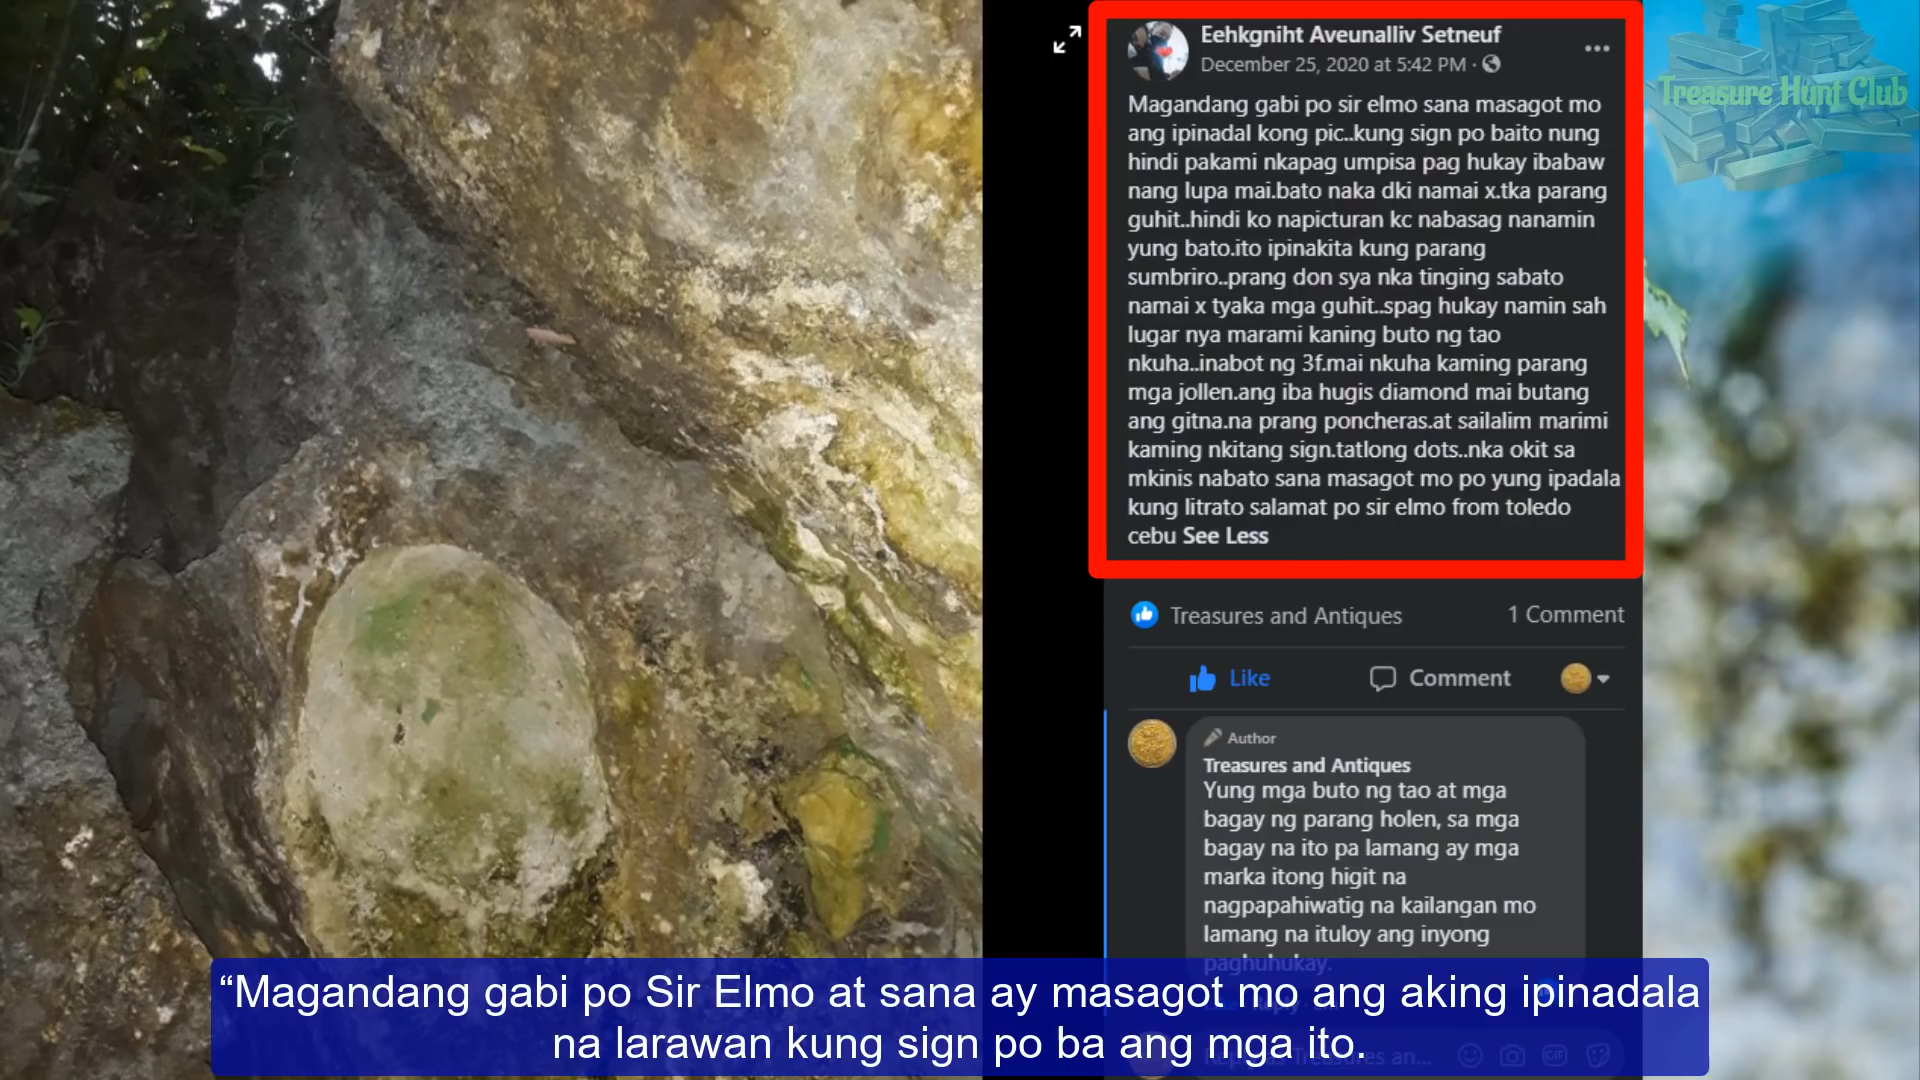 Eehkgniht Aveunalliv Setneuf
December 25, 2020 at 5:42 PM ·
Magandang gabi po sir elmo sana masagot mo
ang ipinadal kong pic..kung sign po baito nung
hindi pakami nkapag umpisa pag hukay ibabaw
nang lupa mai.bato naka dki namai x.tka parang
guhit..hindi ko napicturan kc nabasag nanamin
yung bato.ito ipinakita kung parang
sumbriro..prang don sya nka tinging sabato
namai x tyaka mga guhit..spag hukay namin sah
lugar nya marami kaning buto ng tao
nkuha..inabot ng 3f.mai nkuha kaming parang
mga jollen.ang iba hugis diamond mai butang
ang gitna.na prang poncheras.at sailalim marimi
kaming nkitang sign.tatlong dots..nka okit sa
mkinis nabato sana masagot mo po yung ipadala
kung litrato salamat po sir elmo from toledo
cebu See Less
Treasure Hunt Club
Treasures and Antiques
1 Comment
Like
Comment
Author
Treasures and Antiques
Yung mga buto ng tao at mga
bagay ng parang holen, sa mga
bagay na ito pa lamang ay mga
marka itong higit na
nagpapahiwatig na kailangan mo
lamang na ituloy ang inyong
paghuhukay.
“Magandang gabi po Sir Elmo at sana ay masagot mo ang aking ipinadala
na larawan kung sign po ba ang mga ito.